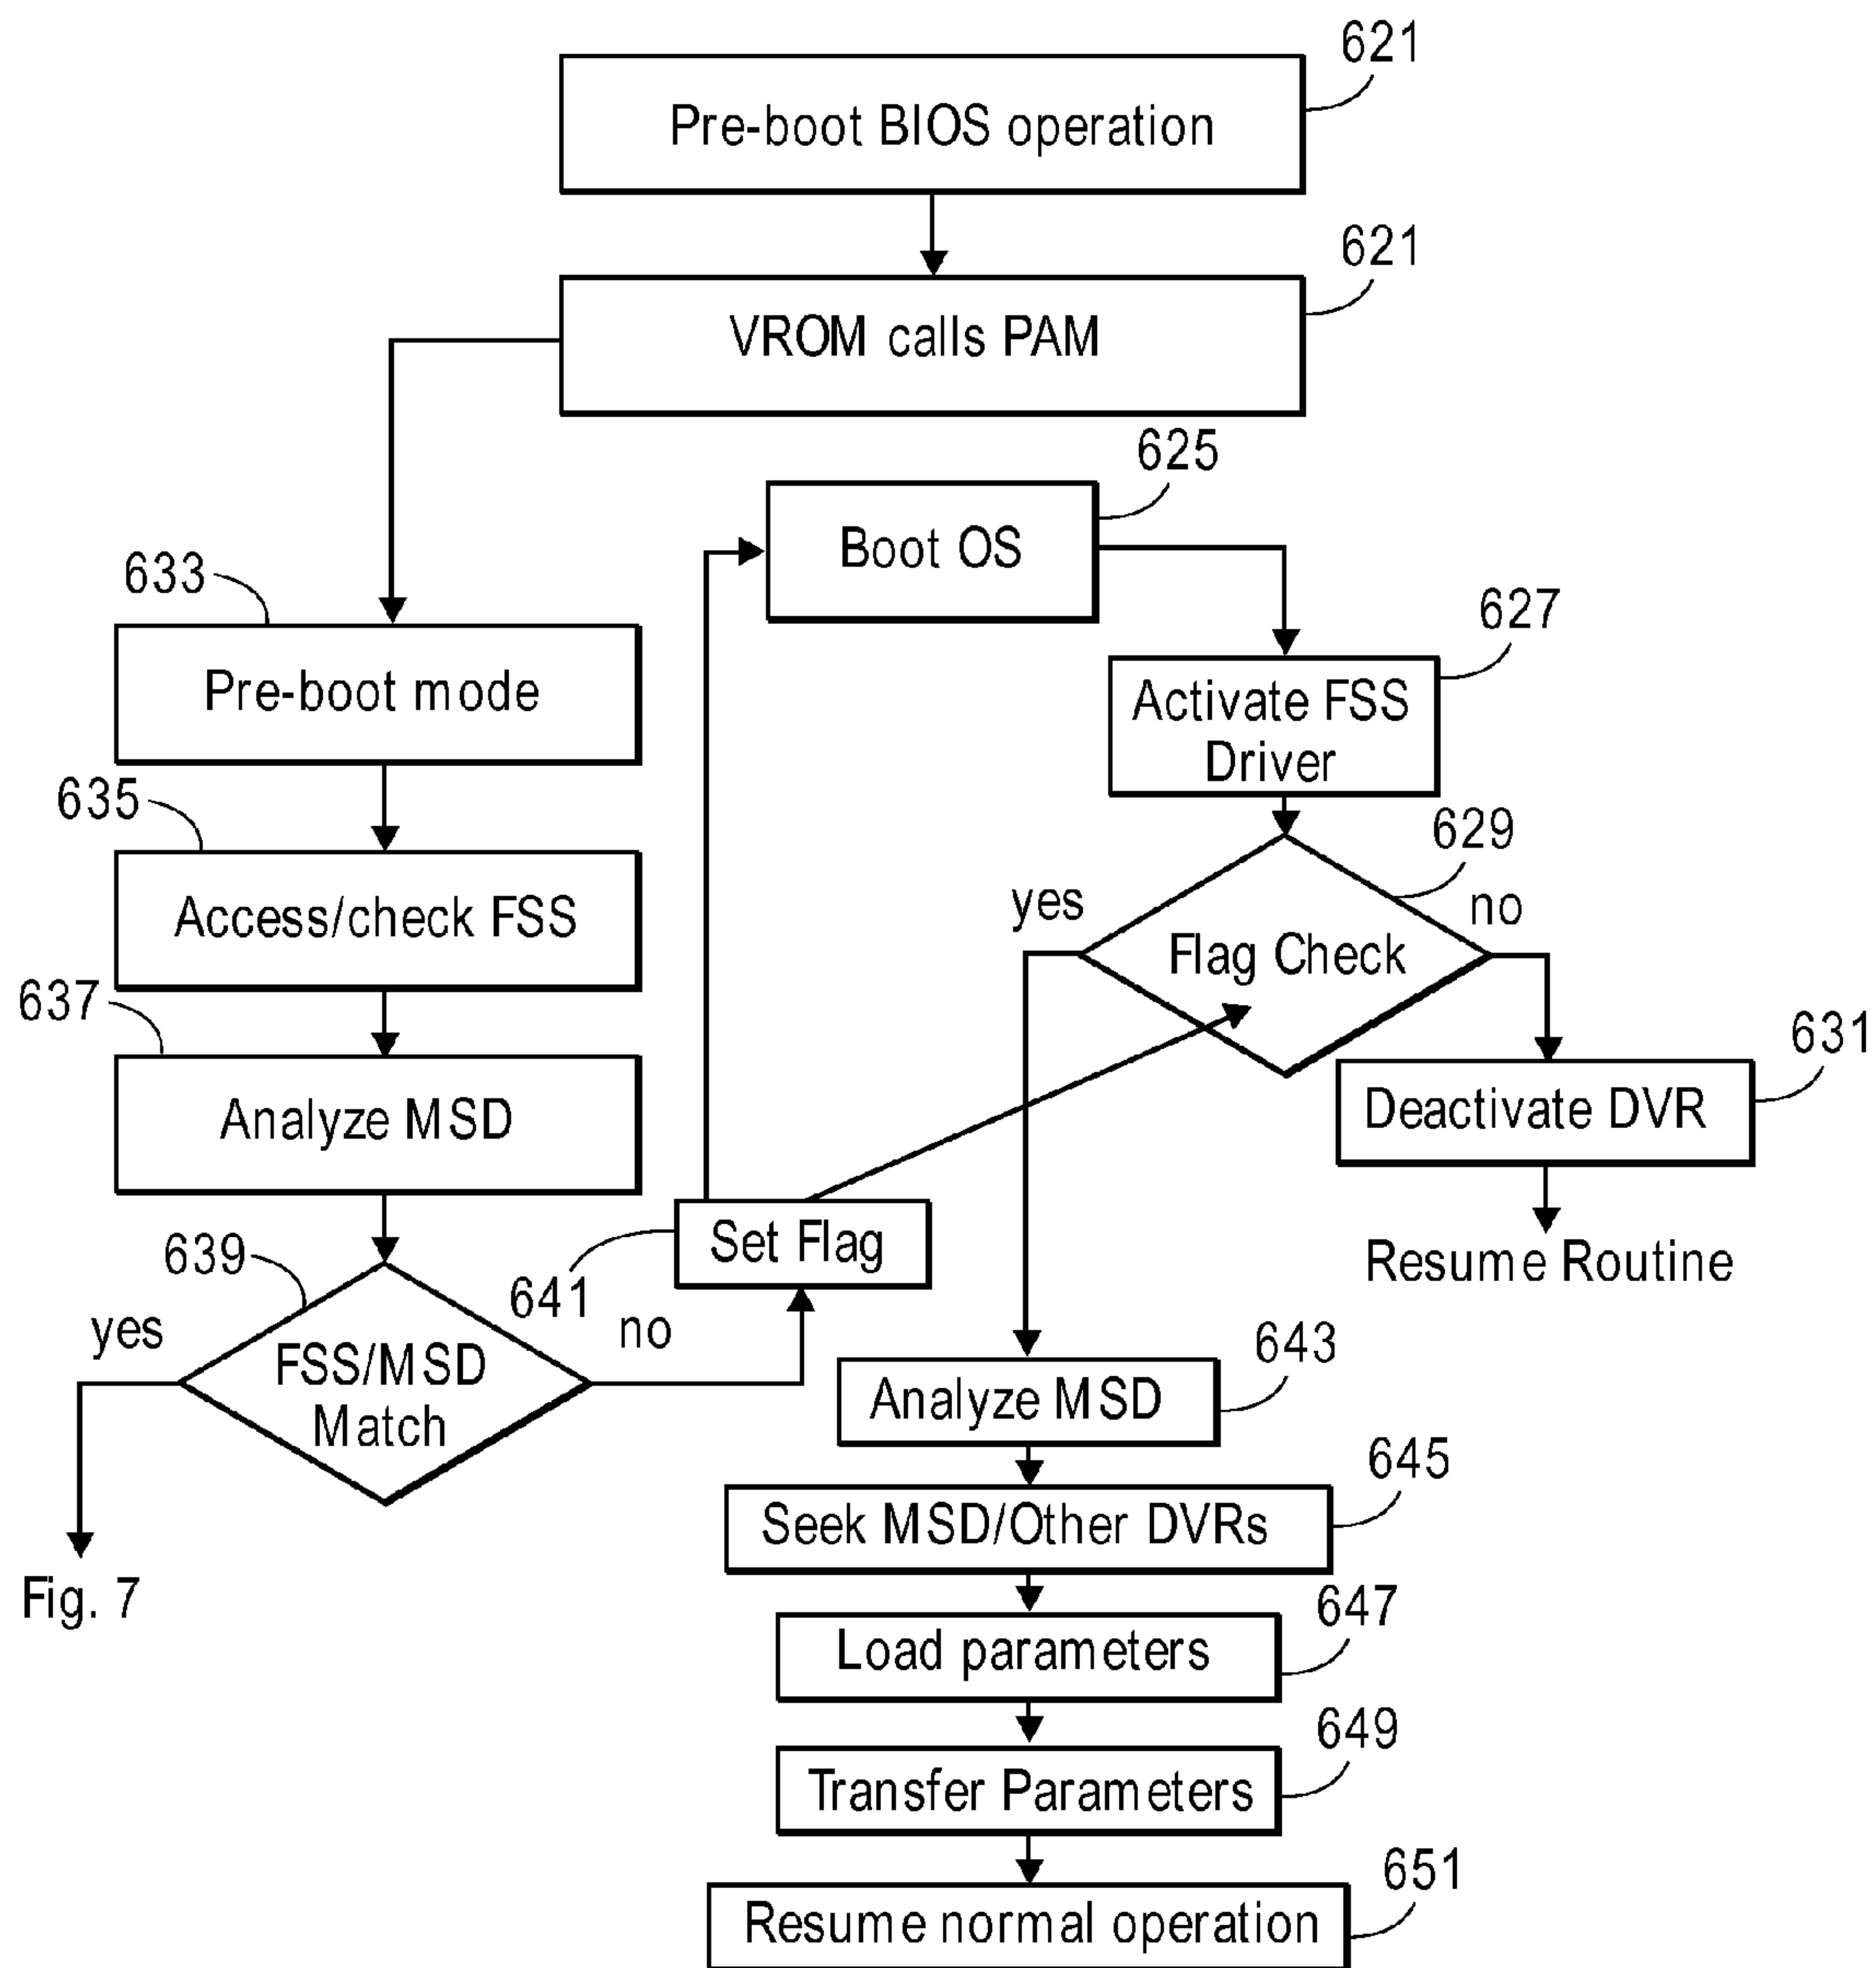 621
Pre-boot BIOS operation
621
VROM calls PAM
625
Boot OS
633
Pre-boot mode
627
Activate FSS
Driver
635
Access/check FSS
629
yes
no
Flag Check
637
Analyze MSD
631
Deactivate DVR
Resume Routine
641
Set Flag
639
yes
no
FSS/MSD
Match
Fig. 7
643
Analyze MSD
645
Seek MSD/Other DVRs
647
Load parameters
649
Transfer Parameters
651
Resume normal operation